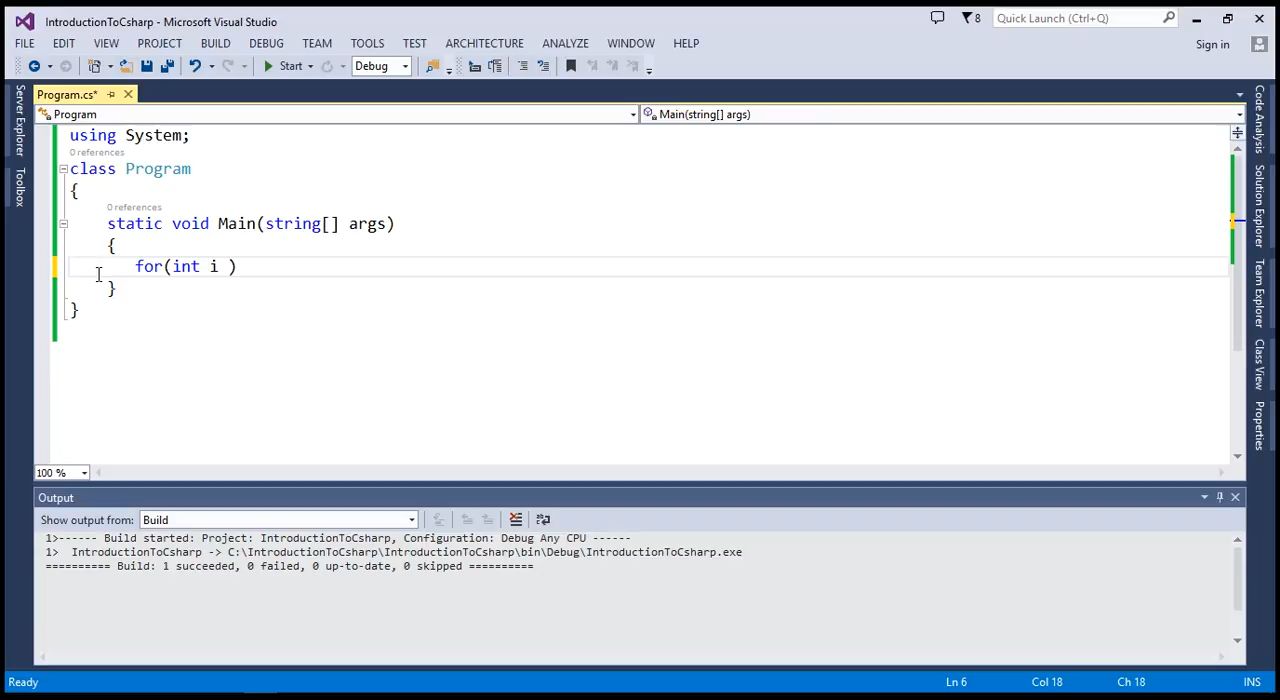 IntroductionToCsharp - Microsoft Visual Studio
8
Quick Launch (Ctrl+Q)
FILE EDIT VIEW PROJECT BUILD DEBUG TEAM TOOLS TEST ARCHITECTURE ANALYZE WINDOW HELP
Sign in
Start
Debug
Server Explorer
Toolbox
Program.cs*
Program
Main(string[] args)
using System;
0 references
class Program
{
0 references
static void Main(string[] args)
{
for(int i )
}
}
100 %
Code Analysis
Solution Explorer
Team Explorer
Class View
Properties
Output
Show output from: Build
1>------ Build started: Project: IntroductionToCsharp, Configuration: Debug Any CPU ------
1>  IntroductionToCsharp -> C:\IntroductionToCsharp\IntroductionToCsharp\bin\Debug\IntroductionToCsharp.exe
========== Build: 1 succeeded, 0 failed, 0 up-to-date, 0 skipped ==========
Ready
Ln 6
Col 18
Ch 18
INS